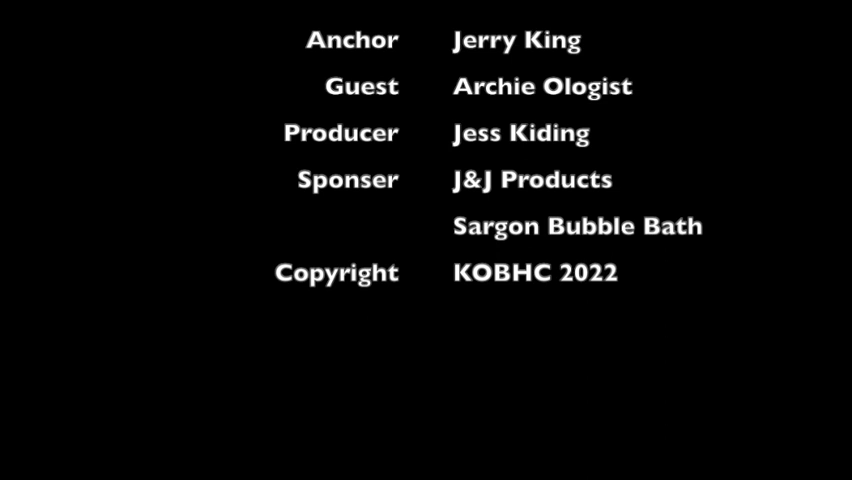 Anchor Jerry King
Guest Archie Ologist
Producer Jess Kiding
Sponser J&J Products
Sargon Bubble Bath
Copyright KOBHC 2022